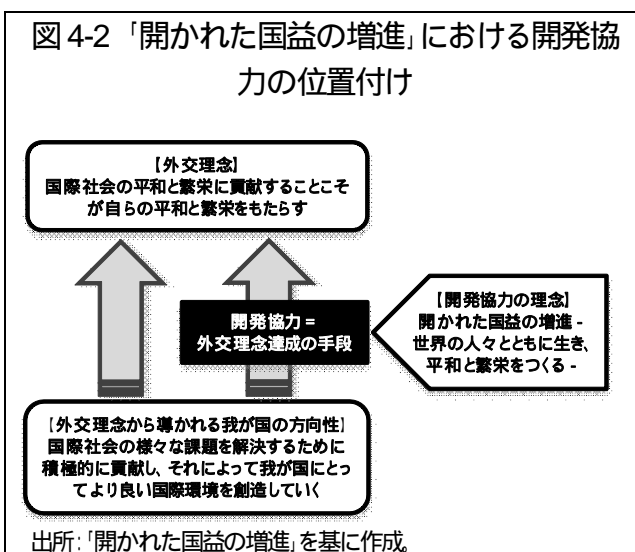 図 4-2 「開かれた国益の増進」における開発協
力の位置付け
【外交理念】
国際社会の平和と繁栄に貢献することこそ
が自らの平和と繁栄をもたらす
開発協力 =
外交理念達成の手段
【開発協力の理念】
開かれた国益の増進 -
世界の人々とともに生き、
平和と繁栄をつくる -
【外交理念から導かれる我が国の方向性】
国際社会の様々な課題を解決するために
積極的に貢献し、それによって我が国にとっ
てより良い国際環境を創造していく
出所：「開かれた国益の増進」を基に作成。